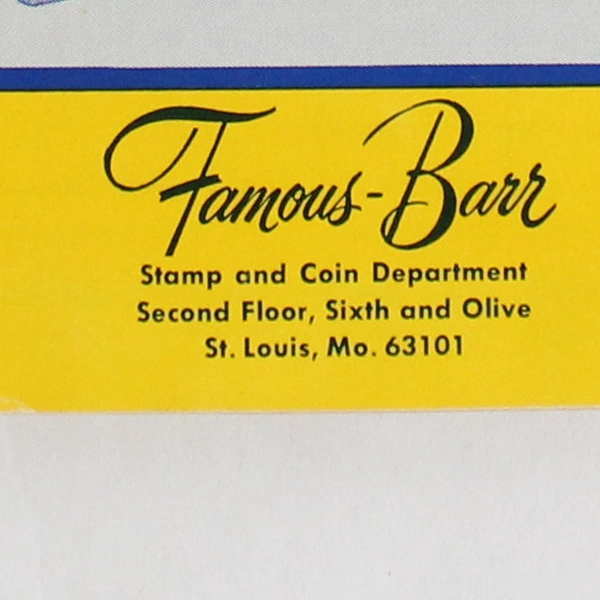 Famous-Barr
Stamp and Coin Department
Second Floor, Sixth and Olive
St. Louis, Mo. 63101